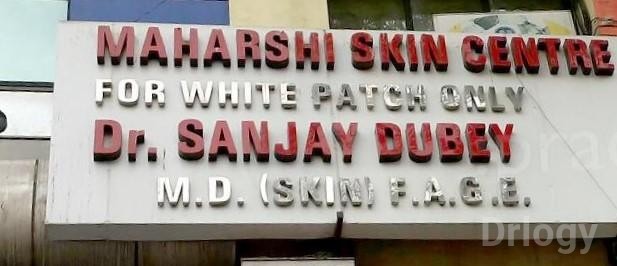 MAHARSHI SKIN CENTRE
FOR WHITE PATCH ONLY
Dr. SANJAY DUBEY
M.D. (SKIN) F.A.G.E.
Drlogy